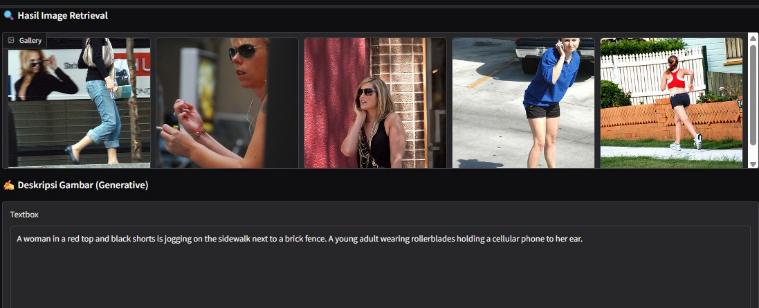 🔍 Hasil Image Retrieval
Gallery
✍️ Deskripsi Gambar (Generative)
Textbox
A woman in a red top and black shorts is jogging on the sidewalk next to a brick fence. A young adult wearing rollerblades holding a cellular phone to her ear.